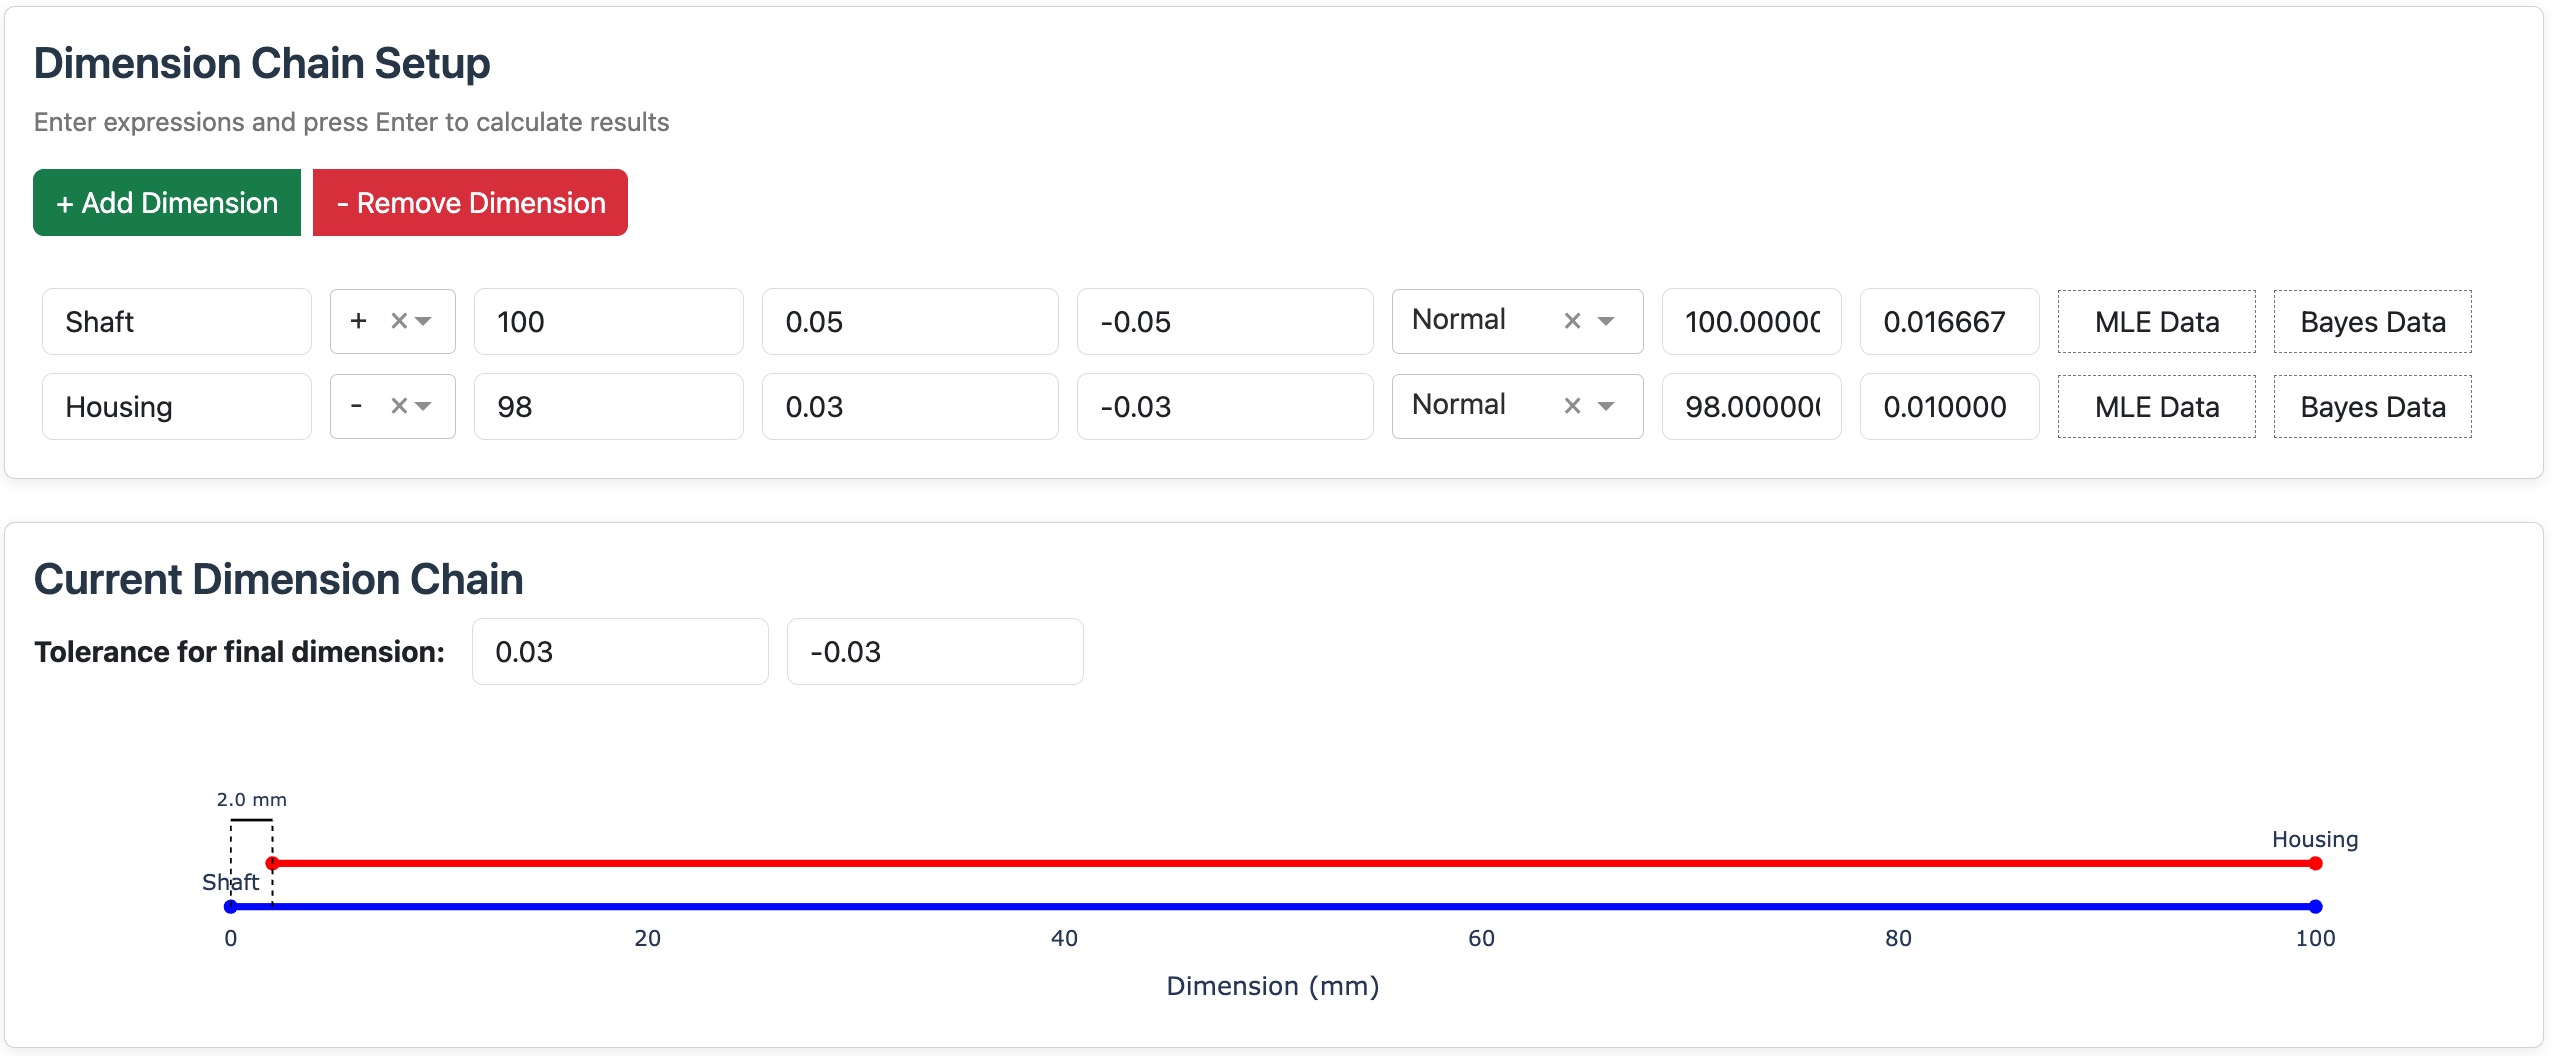 Dimension Chain Setup
Enter expressions and press Enter to calculate results
+ Add Dimension - Remove Dimension
Shaft + × 100 0.05 -0.05 Normal × 100.00000 0.016667 MLE Data Bayes Data
Housing - × 98 0.03 -0.03 Normal × 98.000000 0.010000 MLE Data Bayes Data
Current Dimension Chain
Tolerance for final dimension: 0.03 -0.03
2.0 mm
Housing
Shaft
0 20 40 60 80 100
Dimension (mm)